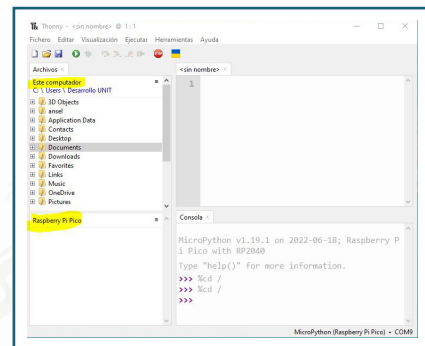 Thonny - <sin nombre> @ 1:1
Fichero Editar Visualización Ejecutar Herramientas Ayuda
Archivos
Este computador
C: \ Users \ Desarrollo UNIT
3D Objects
ansel
Application Data
Contacts
Desktop
Documents
Downloads
Favorites
Links
Music
OneDrive
Pictures
Raspberry Pi Pico
<sin nombre>
1
Consola
MicroPython v1.19.1 on 2022-06-18; Raspberry P
i Pico with RP2040
Type "help()" for more information.
>>> %cd /
>>> %cd /
>>>
MicroPython (Raspberry Pi Pico) • COM9